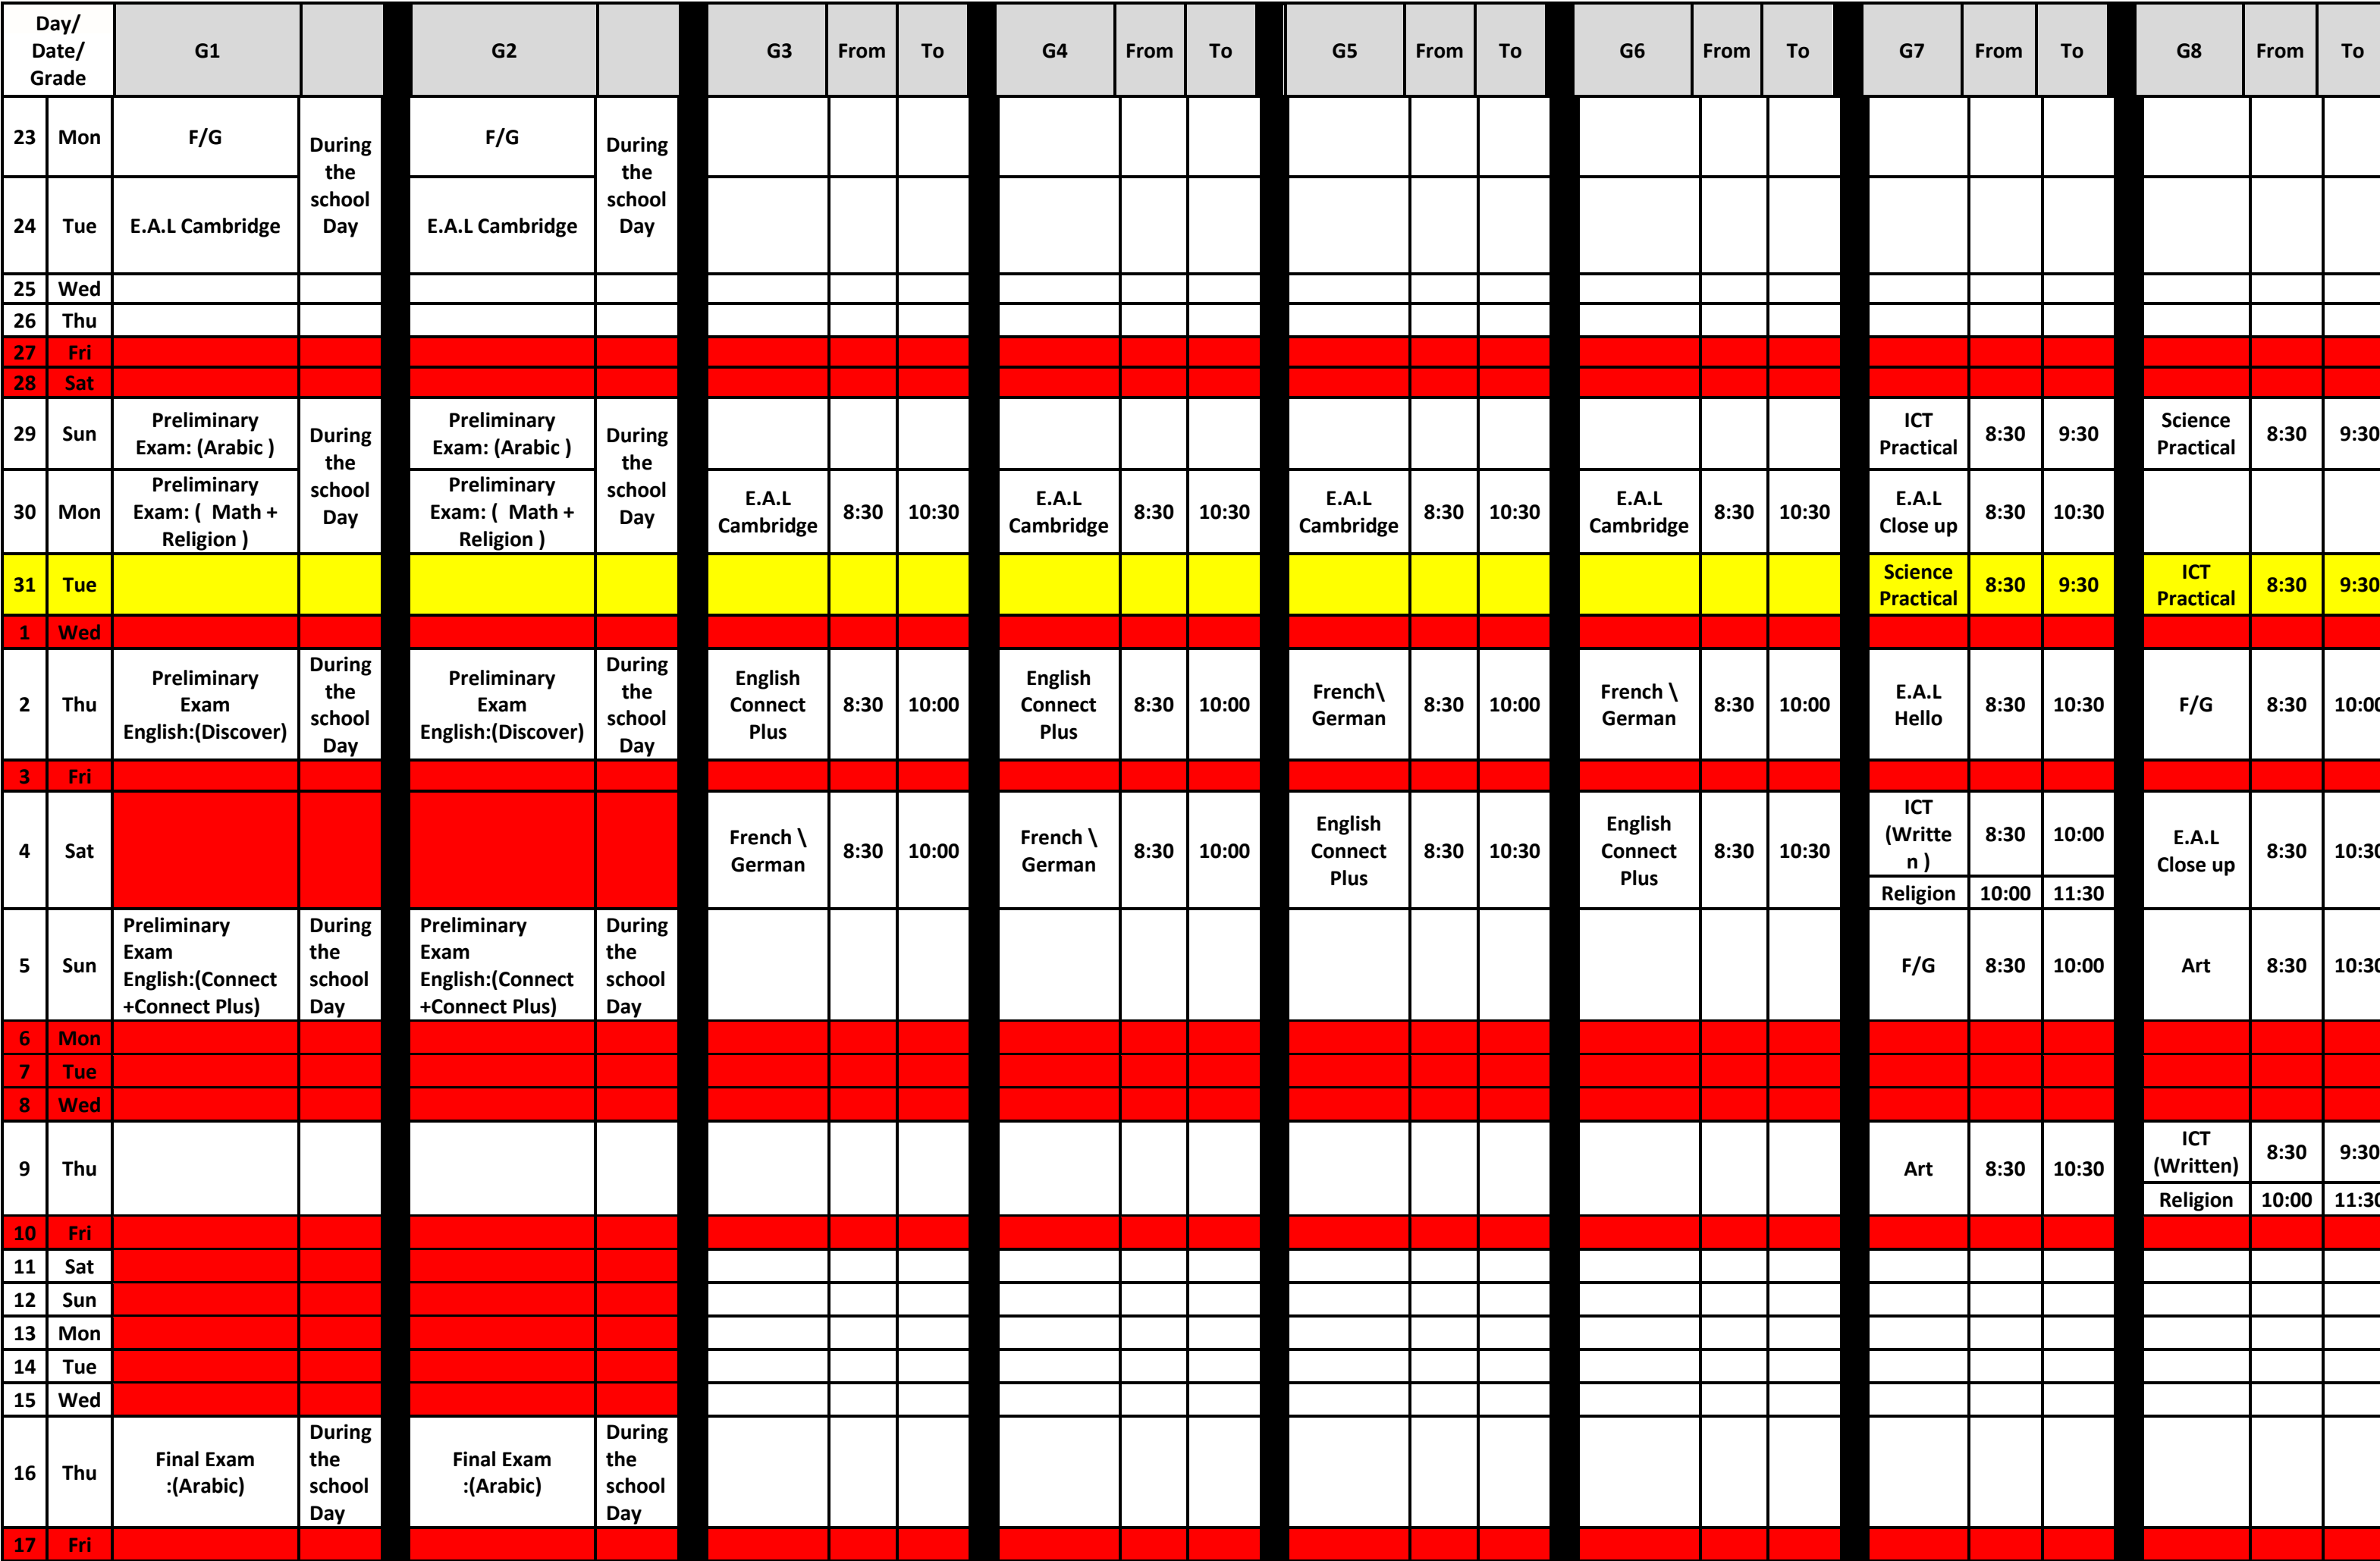 Day/ Date/ Grade G1 G2 G3 From To G4 From To G5 From To G6 From To G7 From To G8 From To
23 Mon F/G During the school Day F/G During the school Day
24 Tue E.A.L Cambridge E.A.L Cambridge
25 Wed
26 Thu
27 Fri
28 Sat
29 Sun Preliminary Exam: (Arabic ) During the school Day Preliminary Exam: (Arabic ) During the school Day ICT Practical 8:30 9:30 Science Practical 8:30 9:30
30 Mon Preliminary Exam: ( Math + Religion ) Preliminary Exam: ( Math + Religion ) E.A.L Cambridge 8:30 10:30 E.A.L Cambridge 8:30 10:30 E.A.L Cambridge 8:30 10:30 E.A.L Cambridge 8:30 10:30 E.A.L Close up 8:30 10:30
31 Tue Science Practical 8:30 9:30 ICT Practical 8:30 9:30
1 Wed
2 Thu Preliminary Exam English:(Discover) During the school Day Preliminary Exam English:(Discover) During the school Day English Connect Plus 8:30 10:00 English Connect Plus 8:30 10:00 French\ German 8:30 10:00 French \ German 8:30 10:00 E.A.L Hello 8:30 10:30 F/G 8:30 10:00
3 Fri
4 Sat French \ German 8:30 10:00 French \ German 8:30 10:00 English Connect Plus 8:30 10:30 English Connect Plus 8:30 10:30 ICT (Writte n ) 8:30 10:00 E.A.L Close up 8:30 10:30
Religion 10:00 11:30
5 Sun Preliminary Exam English:(Connect +Connect Plus) During the school Day Preliminary Exam English:(Connect +Connect Plus) During the school Day F/G 8:30 10:00 Art 8:30 10:30
6 Mon
7 Tue
8 Wed
9 Thu Art 8:30 10:30 ICT (Written) 8:30 9:30
Religion 10:00 11:30
10 Fri
11 Sat
12 Sun
13 Mon
14 Tue
15 Wed
16 Thu Final Exam :(Arabic) During the school Day Final Exam :(Arabic) During the school Day
17 Fri